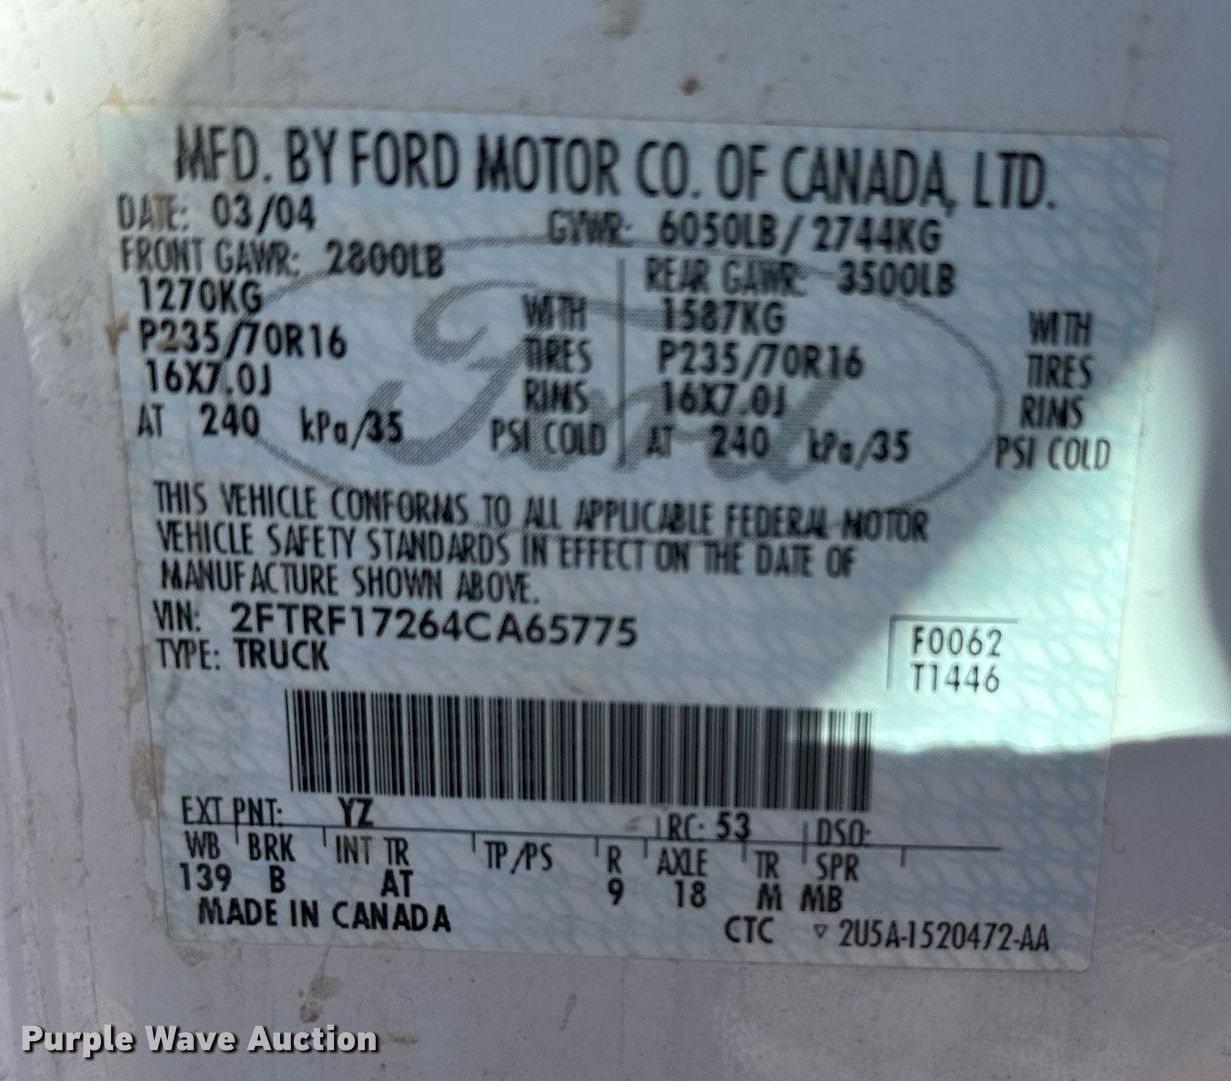 MFD. BY FORD MOTOR CO. OF CANADA, LTD.
DATE: 03/04 GVWR: 6050LB/2744KG
FRONT GAWR: 2800LB REAR GAWR: 3500LB
1270KG WITH 1587KG WITH
P235/70R16 TIRES P235/70R16 TIRES
16X7.0J RIMS 16X7.0J RIMS
AT 240 kPa/35 PSI COLD AT 240 kPa/35 PSI COLD
Ford
THIS VEHICLE CONFORMS TO ALL APPLICABLE FEDERAL MOTOR
VEHICLE SAFETY STANDARDS IN EFFECT ON THE DATE OF
MANUFACTURE SHOWN ABOVE.
VIN: 2FTRF17264CA65775
TYPE: TRUCK
F0062
T1446
EXT PNT: YZ RC: 53 DSO:
WB BRK INT TR TP/PS R AXLE TR SPR
139 B AT 9 18 M MB
MADE IN CANADA
CTC ▽ 2U5A-1520472-AA
Purple Wave Auction